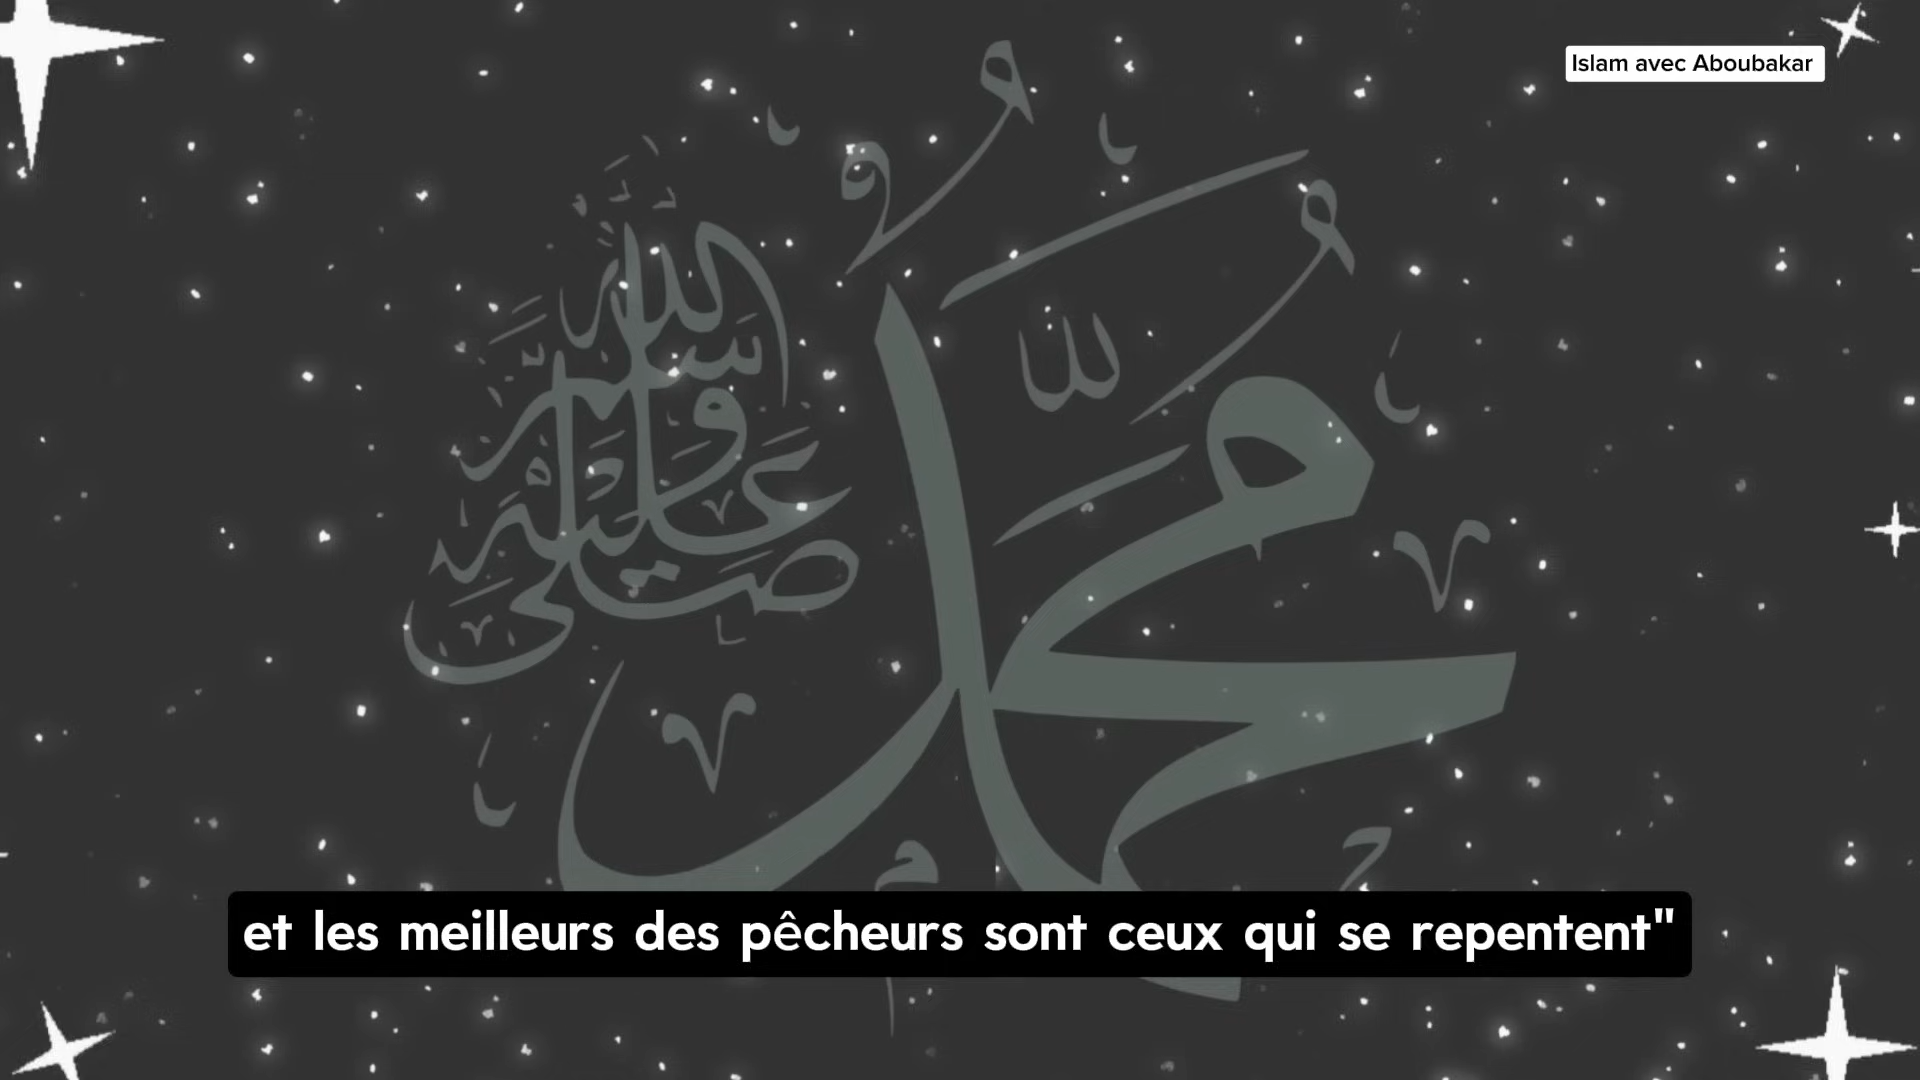 Islam avec Aboubakar
محمد
صلى الله عليه وسلم
et les meilleurs des pêcheurs sont ceux qui se repentent"